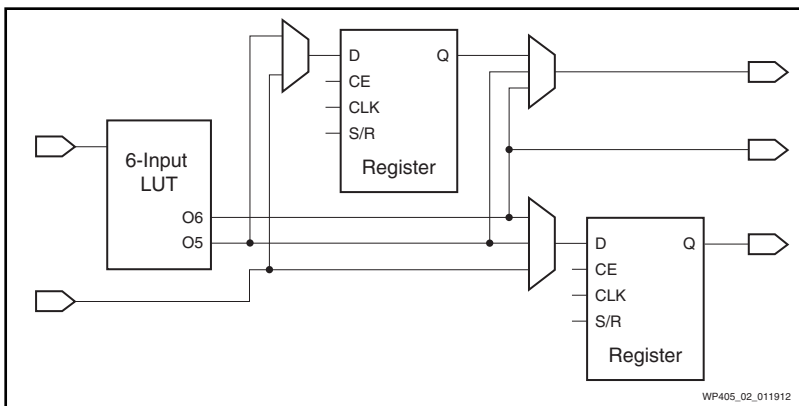 6-Input
LUT
O6
O5
D
Q
CE
CLK
S/R
Register
D
Q
CE
CLK
S/R
Register
WP405_02_011912